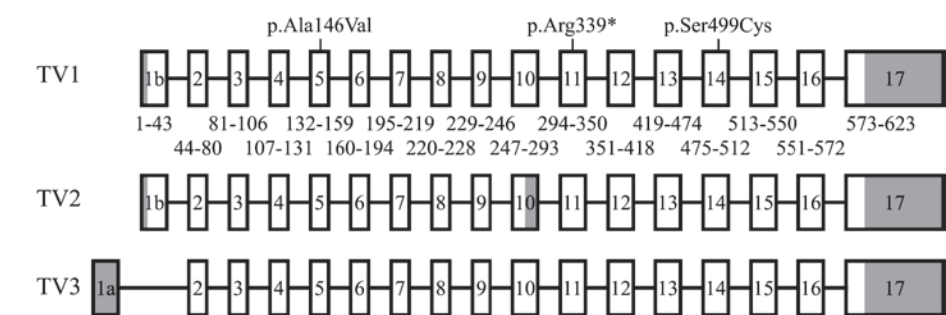 p.Ala146Val p.Arg339* p.Ser499Cys
TV1 1b 2 3 4 5 6 7 8 9 10 11 12 13 14 15 16 17
1-43 81-106 132-159 195-219 229-246 294-350 419-474 513-550 573-623
44-80 107-131 160-194 220-228 247-293 351-418 475-512 551-572
TV2 1b 2 3 4 5 6 7 8 9 10 11 12 13 14 15 16 17
TV3 1a 2 3 4 5 6 7 8 9 10 11 12 13 14 15 16 17